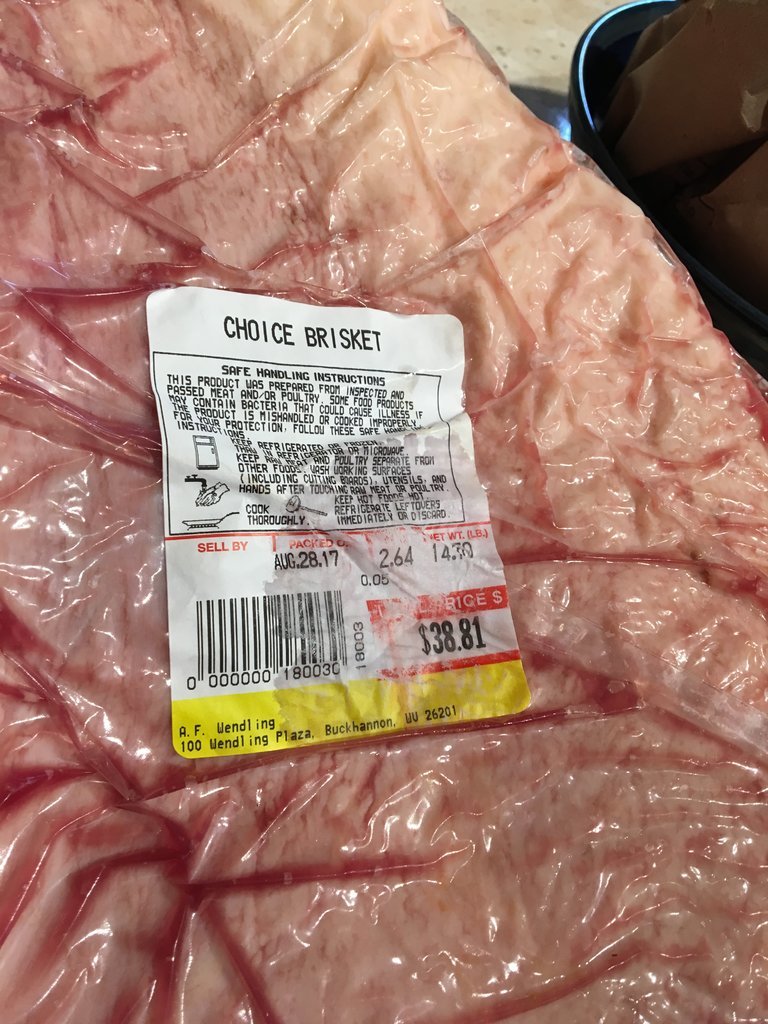 CHOICE BRISKET
SAFE HANDLING INSTRUCTIONS
THIS PRODUCT WAS PREPARED FROM INSPECTED AND
PASSED MEAT AND/OR POULTRY. SOME FOOD PRODUCTS
MAY CONTAIN BACTERIA THAT COULD CAUSE ILLNESS IF
THE PRODUCT IS MISHANDLED OR COOKED IMPROPERLY.
FOR YOUR PROTECTION, FOLLOW THESE SAFE
INSTRUCTIONS
KEEP REFRIGERATED OR FROZEN.
THAW IN REFRIGERATOR OR MICROWAVE
KEEP RAW MEAT AND POULTRY SEPARATE FROM
OTHER FOODS. WASH WORKING SURFACES
(INCLUDING CUTTING BOARDS), UTENSILS, AND
HANDS AFTER TOUCHING RAW MEAT OR POULTRY
COOK
THOROUGHLY.
KEEP HOT FOODS HOT
REFRIGERATE LEFTOVERS
IMMEDIATELY OR DISCARD.
SELL BY PACKED NET WT. (LB.)
AUG.28.17 2.64 14.70
0.05
PRICE $
$38.81
0 000000 180030
18003
A.F. Wendling
100 Wendling Plaza, Buckhannon, WV 26201